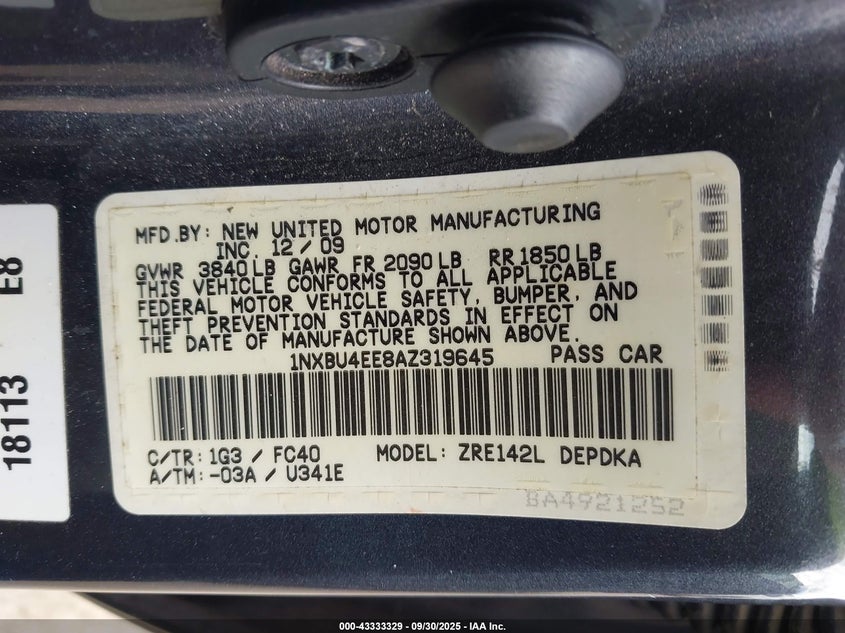 MFD.BY: NEW UNITED MOTOR MANUFACTURING
INC. 12 / 09
GVWR 3840 LB GAWR FR 2090 LB RR 1850 LB
THIS VEHICLE CONFORMS TO ALL APPLICABLE
FEDERAL MOTOR VEHICLE SAFETY, BUMPER, AND
THEFT PREVENTION STANDARDS IN EFFECT ON
THE DATE OF MANUFACTURE SHOWN ABOVE.
1NXBU4EE8AZ319645 PASS CAR
C/TR: 1G3 / FC40 MODEL: ZRE142L DEPDKA
A/TM: -03A / U341E
BA4921252
18113 E8
000-43333329 - 09/30/2025 - IAA Inc.